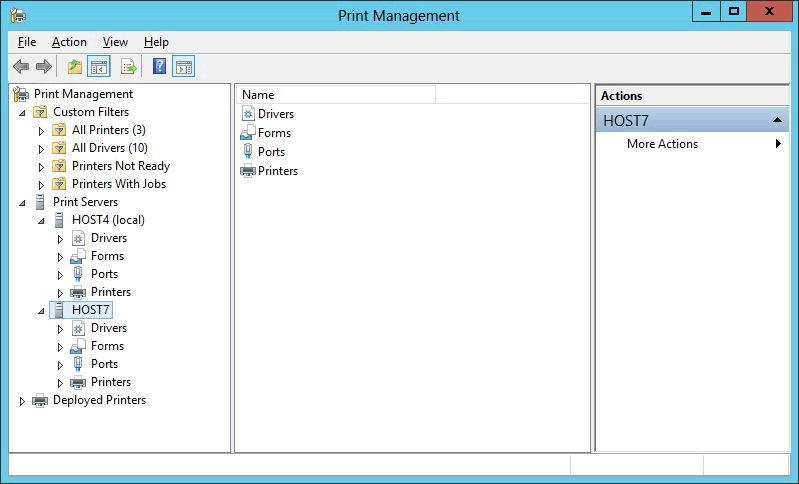 Print Management
X
File Action View Help
?
Print Management
Custom Filters
All Printers (3)
All Drivers (10)
Printers Not Ready
Printers With Jobs
Print Servers
HOST4 (local)
Drivers
Forms
Ports
Printers
HOST7
Drivers
Forms
Ports
Printers
Deployed Printers
Name
Drivers
Forms
Ports
Printers
Actions
HOST7
More Actions